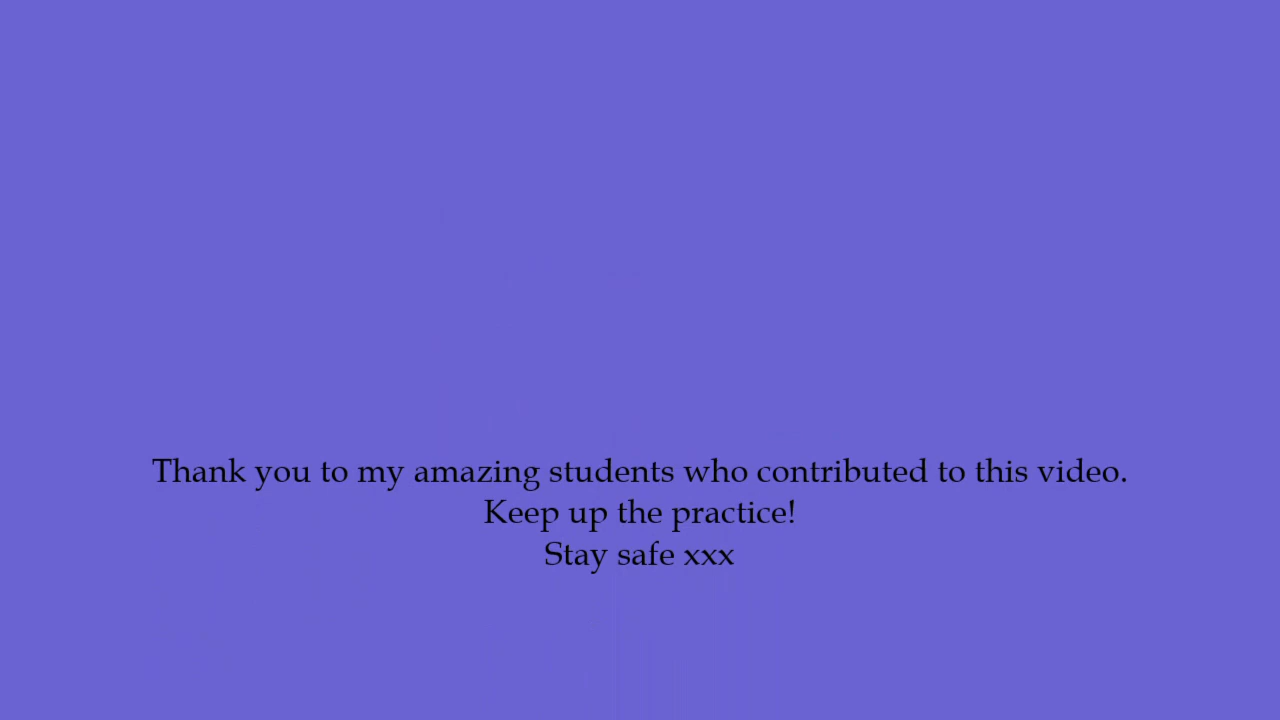 Thank you to my amazing students who contributed to this video.
Keep up the practice!
Stay safe xxx